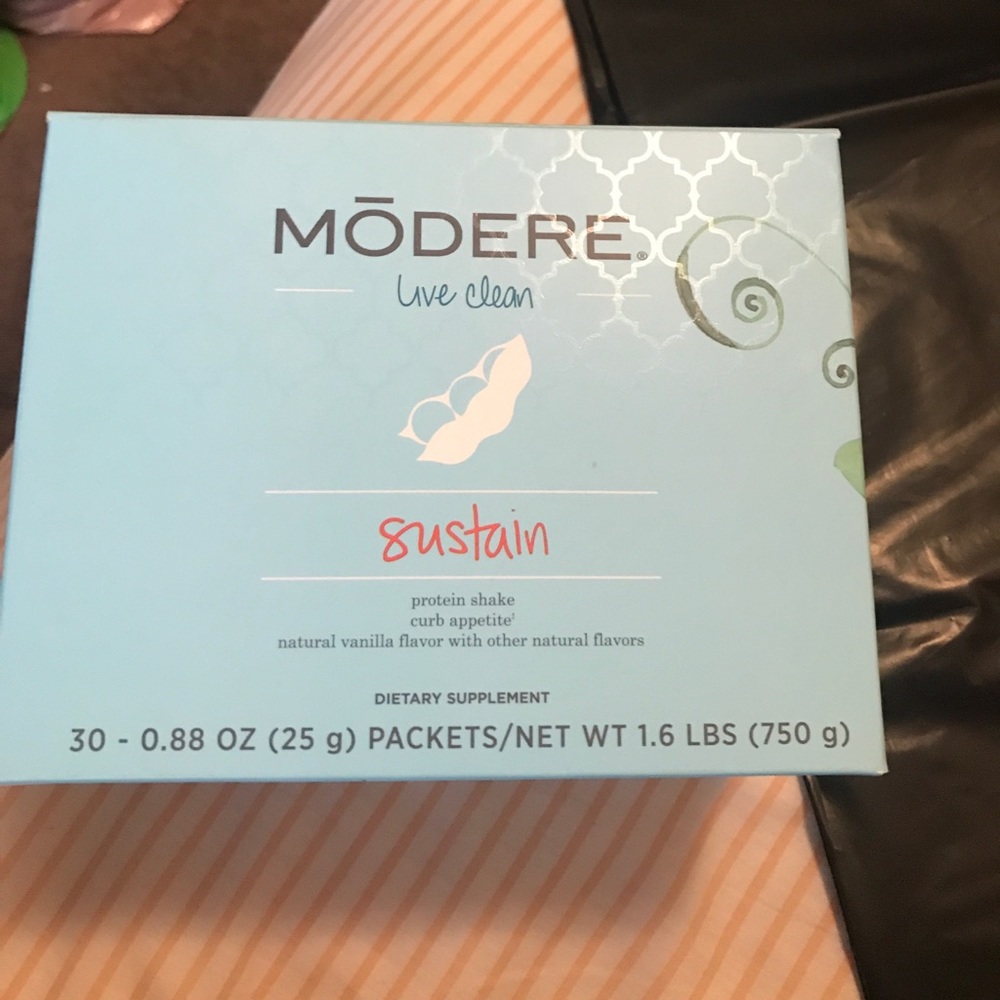 MŌDERE®
live clean
sustain
protein shake
curb appetite†
natural vanilla flavor with other natural flavors
DIETARY SUPPLEMENT
30 - 0.88 OZ (25 g) PACKETS/NET WT 1.6 LBS (750 g)